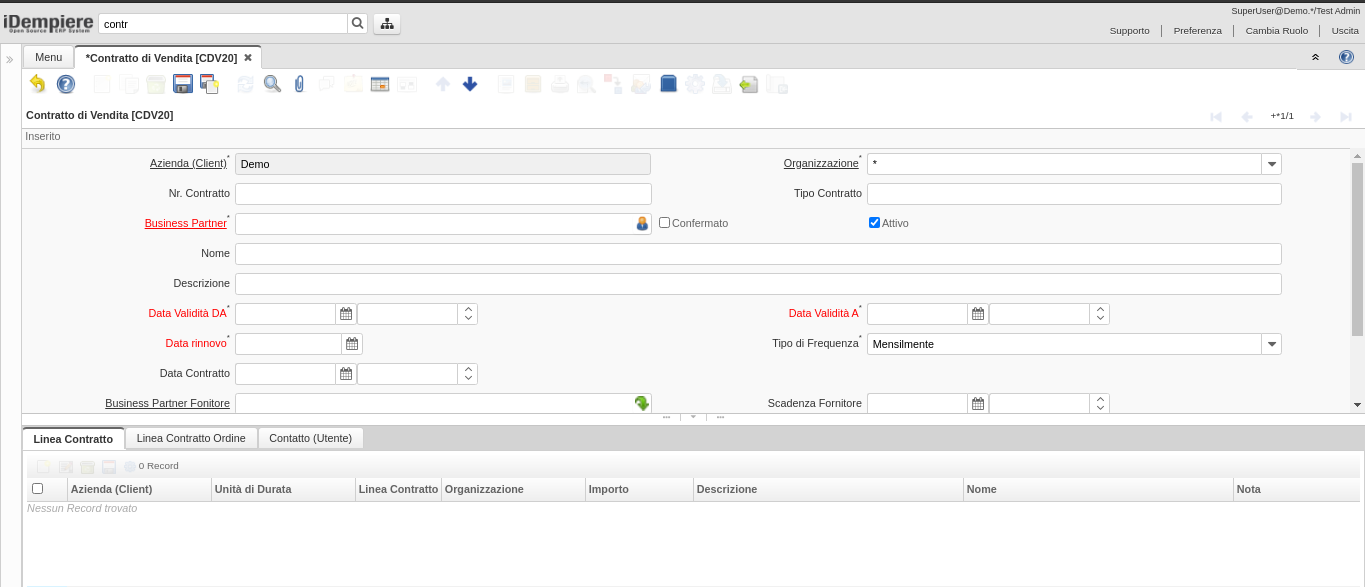 SuperUser@Demo.*/Test Admin
iDempiere
Open Source ERP System
contr
Supporto
Preferenza
Cambia Ruolo
Uscita
Menu
*Contratto di Vendita [CDV20]
Contratto di Vendita [CDV20]
+*1/1
Inserito
Azienda (Client)* Demo
Organizzazione* *
Nr. Contratto
Tipo Contratto
Business Partner*
Confermato
Attivo
Nome
Descrizione
Data Validità DA*
Data Validità A*
Data rinnovo*
Tipo di Frequenza* Mensilmente
Data Contratto
Business Partner Fonitore
Scadenza Fornitore
Linea Contratto
Linea Contratto Ordine
Contatto (Utente)
0 Record
Azienda (Client) Unità di Durata Linea Contratto Organizzazione Importo Descrizione Nome Nota
Nessun Record trovato